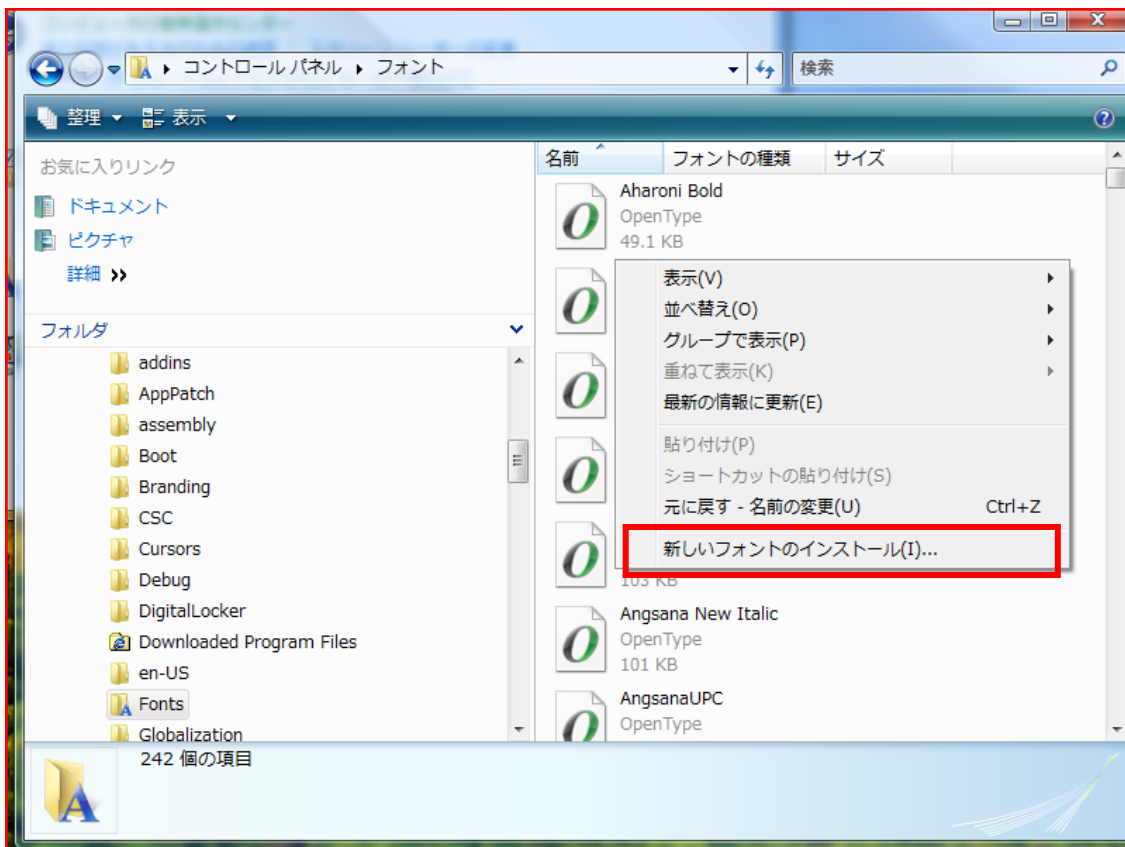 コントロール パネル ▸ フォント
検索
整理
表示
お気に入りリンク
ドキュメント
ピクチャ
詳細 »
フォルダ
addins
AppPatch
assembly
Boot
Branding
CSC
Cursors
Debug
DigitalLocker
Downloaded Program Files
en-US
Fonts
Globalization
名前 フォントの種類 サイズ
Aharoni Bold
OpenType
49.1 KB
表示(V)
並べ替え(O)
グループで表示(P)
重ねて表示(K)
最新の情報に更新(E)
貼り付け(P)
ショートカットの貼り付け(S)
元に戻す - 名前の変更(U) Ctrl+Z
新しいフォントのインストール(I)...
103 KB
Angsana New Italic
OpenType
101 KB
AngsanaUPC
OpenType
242 個の項目